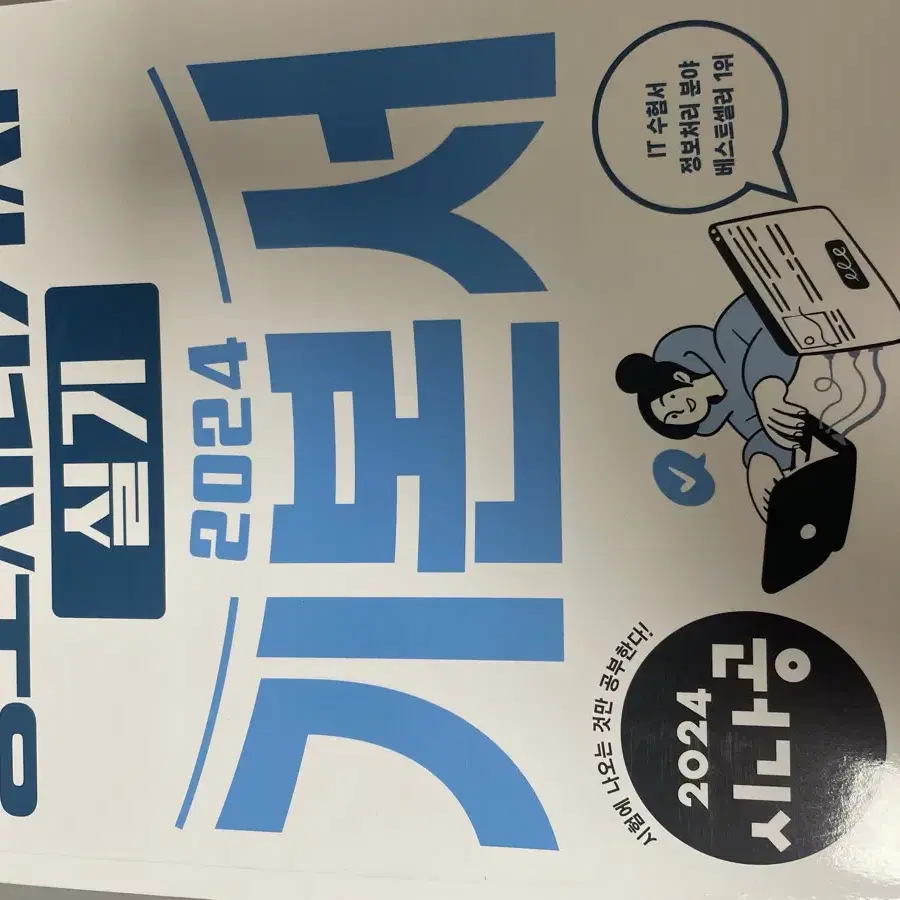 2024
시나공
시험에 나오는 것만 공부한다!
IT 수험서
정보처리 분야
베스트셀러 1위
기본서
2024
실기